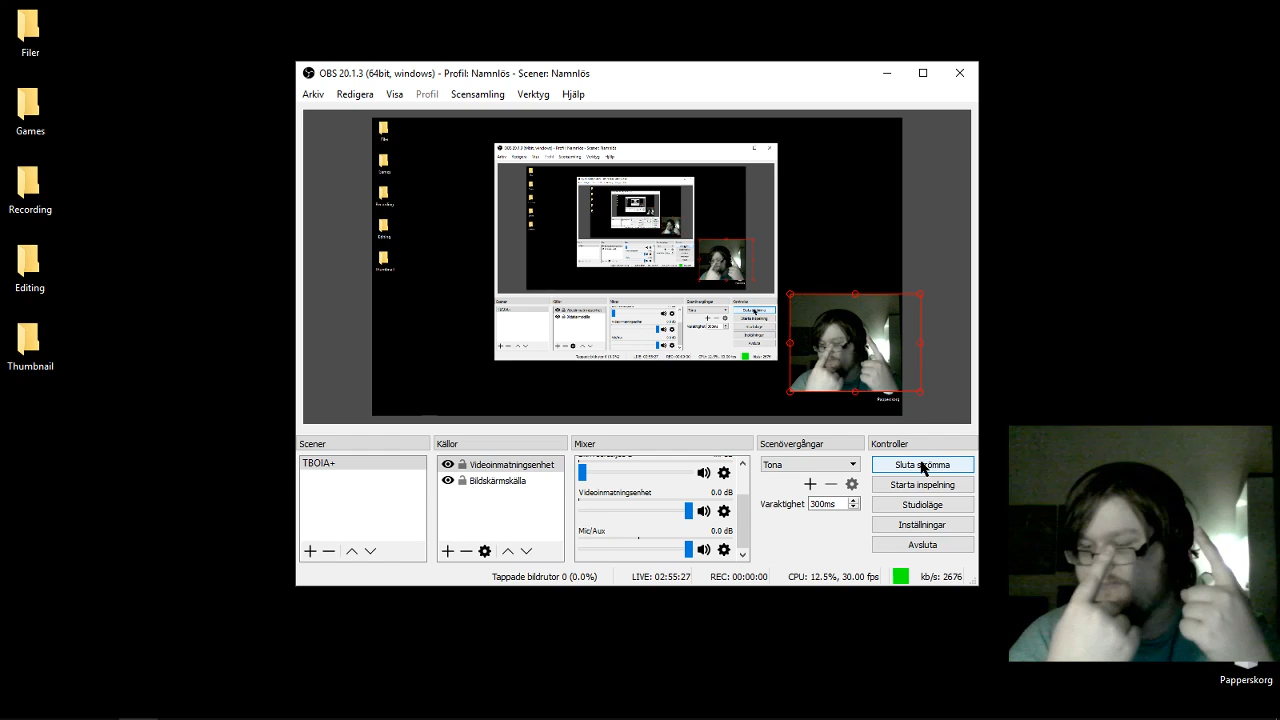 Filer
Games
Recording
Editing
Thumbnail
OBS 20.1.3 (64bit, windows) - Profil: Namnlös - Scener: Namnlös
Arkiv Redigera Visa Profil Scensamling Verktyg Hjälp
Scener
TBOIA+
Källor
Videoinmatningsenhet
Bildskärmskälla
Mixer
Videoinmatningsenhet 0.0 dB
Mic/Aux 0.0 dB
Scenövergångar
Tona
Varaktighet 300ms
Kontroller
Sluta strömma
Starta inspelning
Studioläge
Inställningar
Avsluta
Tappade bildrutor 0 (0.0%) LIVE: 02:55:27 REC: 00:00:00 CPU: 12.5%, 30.00 fps kb/s: 2676
Papperskorg